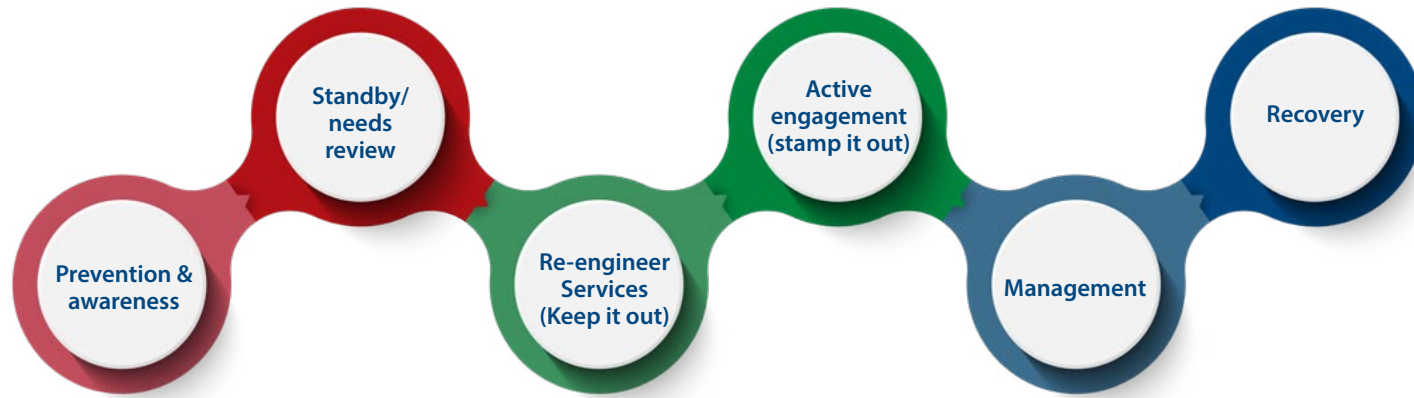 Prevention &
awareness
Standby/
needs
review
Re-engineer
Services
(Keep it out)
Active
engagement
(stamp it out)
Management
Recovery